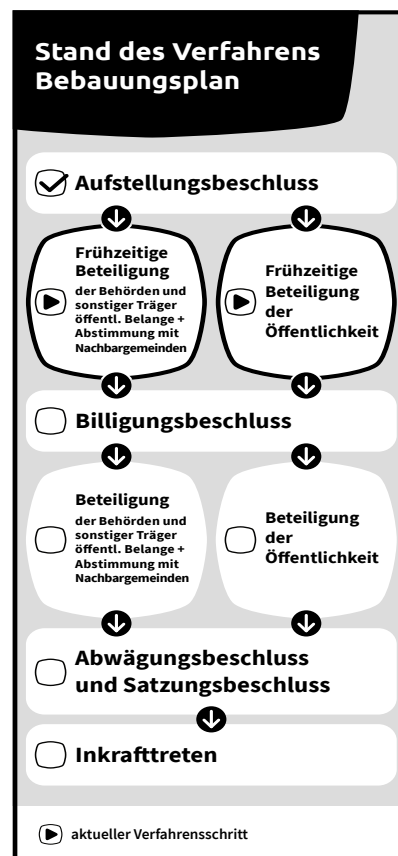 Stand des Verfahrens
Bebauungsplan
Aufstellungsbeschluss
Frühzeitige
Beteiligung
der Behörden und
sonstiger Träger
öffentl. Belange +
Abstimmung mit
Nachbargemeinden
Frühzeitige
Beteiligung
der
Öffentlichkeit
Billigungsbeschluss
Beteiligung
der Behörden und
sonstiger Träger
öffentl. Belange +
Abstimmung mit
Nachbargemeinden
Beteiligung
der
Öffentlichkeit
Abwägungsbeschluss
und Satzungsbeschluss
Inkrafttreten
aktueller Verfahrensschritt